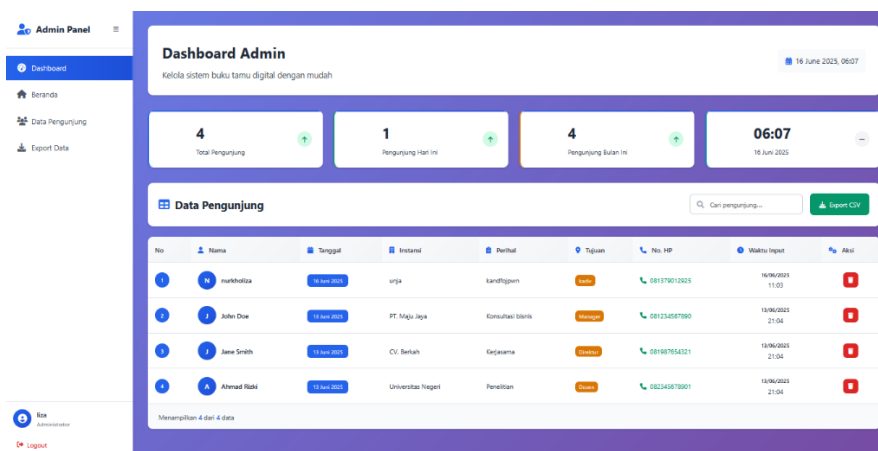 Admin Panel
Dashboard
Beranda
Data Pengunjung
Export Data
liza
Administrator
Logout
Dashboard Admin
Kelola sistem buku tamu digital dengan mudah
16 June 2025, 06:07
4
Total Pengunjung
1
Pengunjung Hari Ini
4
Pengunjung Bulan Ini
06:07
16 Juni 2025
Data Pengunjung
Cari pengunjung...
Export CSV
No Nama Tanggal Instansi Perihal Tujuan No. HP Waktu Input Aksi
1 N nurkholiza 16 Juni 2025 unja kandfojpwn 081379012925 16/06/2025 11:03
2 J John Doe 13 Juni 2025 PT. Maju Jaya Konsultasi bisnis Manager 081234567890 13/06/2025 21:04
3 J Jane Smith 13 Juni 2025 CV. Berkah Kerjasama Direktur 081987654321 13/06/2025 21:04
4 A Ahmad Rizki 13 Juni 2025 Universitas Negeri Penelitian Dosen 082345678901 13/06/2025 21:04
Menampilkan 4 dari 4 data